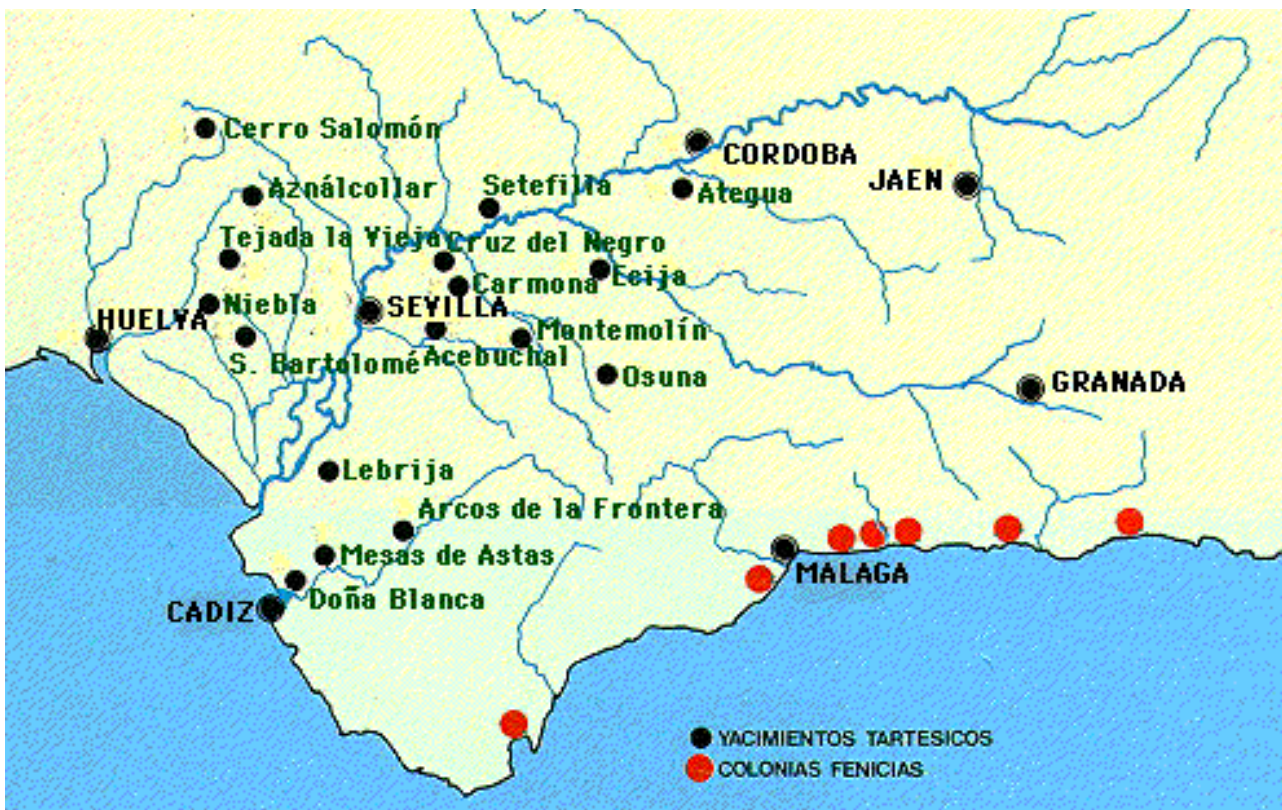 Cerro Salomón
CORDOBA
Aználcollar
Setefilla
Ategua
JAEN
Tejada la Vieja
Cruz del Negro
Ecija
Carmona
Niebla
SEVILLA
HUELVA
Montemolín
S. Bartolomé
Acebuchal
Osuna
GRANADA
Lebrija
Arcos de la Frontera
Mesas de Astas
MALAGA
Doña Blanca
CADIZ
YACIMIENTOS TARTESICOS
COLONIAS FENICIAS